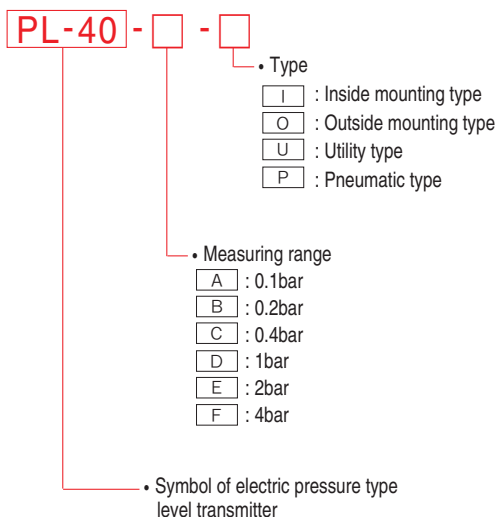 PL-40 - □ - □
• Type
I : Inside mounting type
O : Outside mounting type
U : Utility type
P : Pneumatic type
• Measuring range
A : 0.1bar
B : 0.2bar
C : 0.4bar
D : 1bar
E : 2bar
F : 4bar
• Symbol of electric pressure type
level transmitter